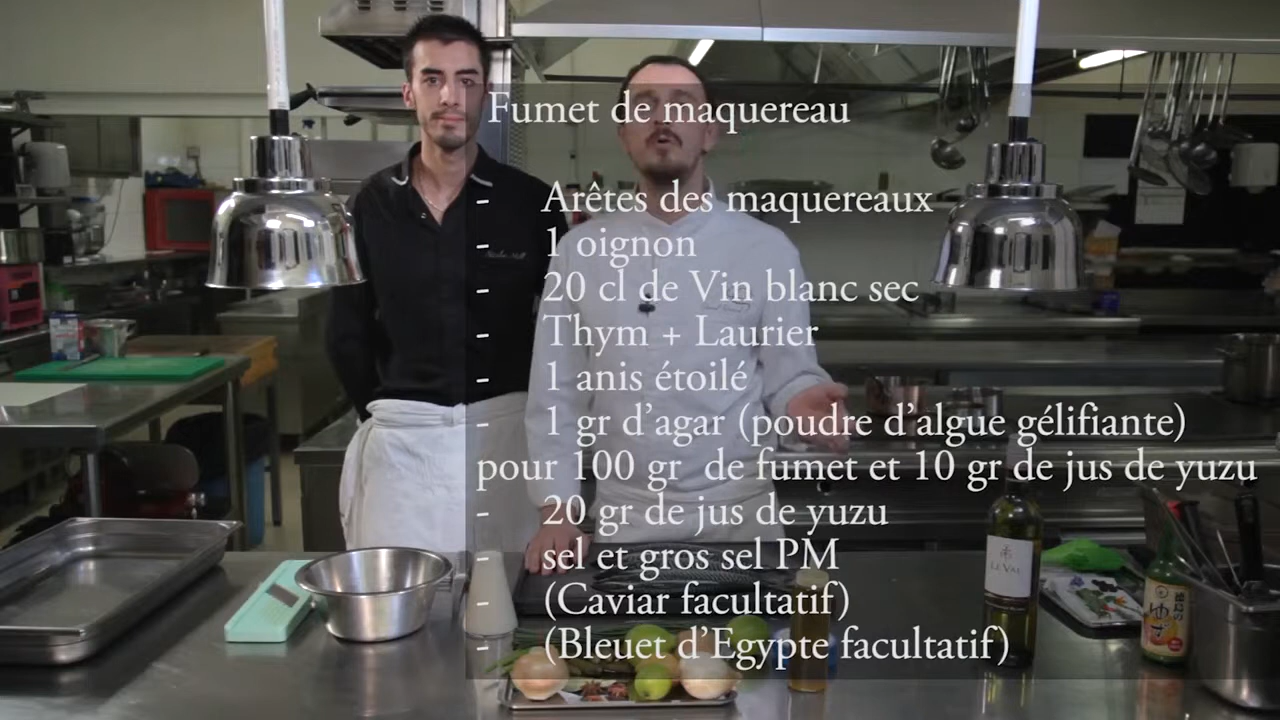 Fumet de maquereau
- Arêtes des maquereaux
- 1 oignon
- 20 cl de Vin blanc sec
- Thym + Laurier
- 1 anis étoilé
- 1 gr d’agar (poudre d’algue gélifiante)
pour 100 gr de fumet et 10 gr de jus de yuzu
- 20 gr de jus de yuzu
- sel et gros sel PM
- (Caviar facultatif)
- (Bleuet d’Egypte facultatif)
LE VAL
ゆず